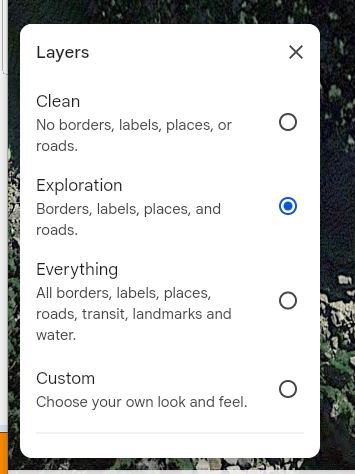 Layers
Clean
No borders, labels, places, or
roads.
Exploration
Borders, labels, places, and
roads.
Everything
All borders, labels, places,
roads, transit, landmarks and
water.
Custom
Choose your own look and feel.